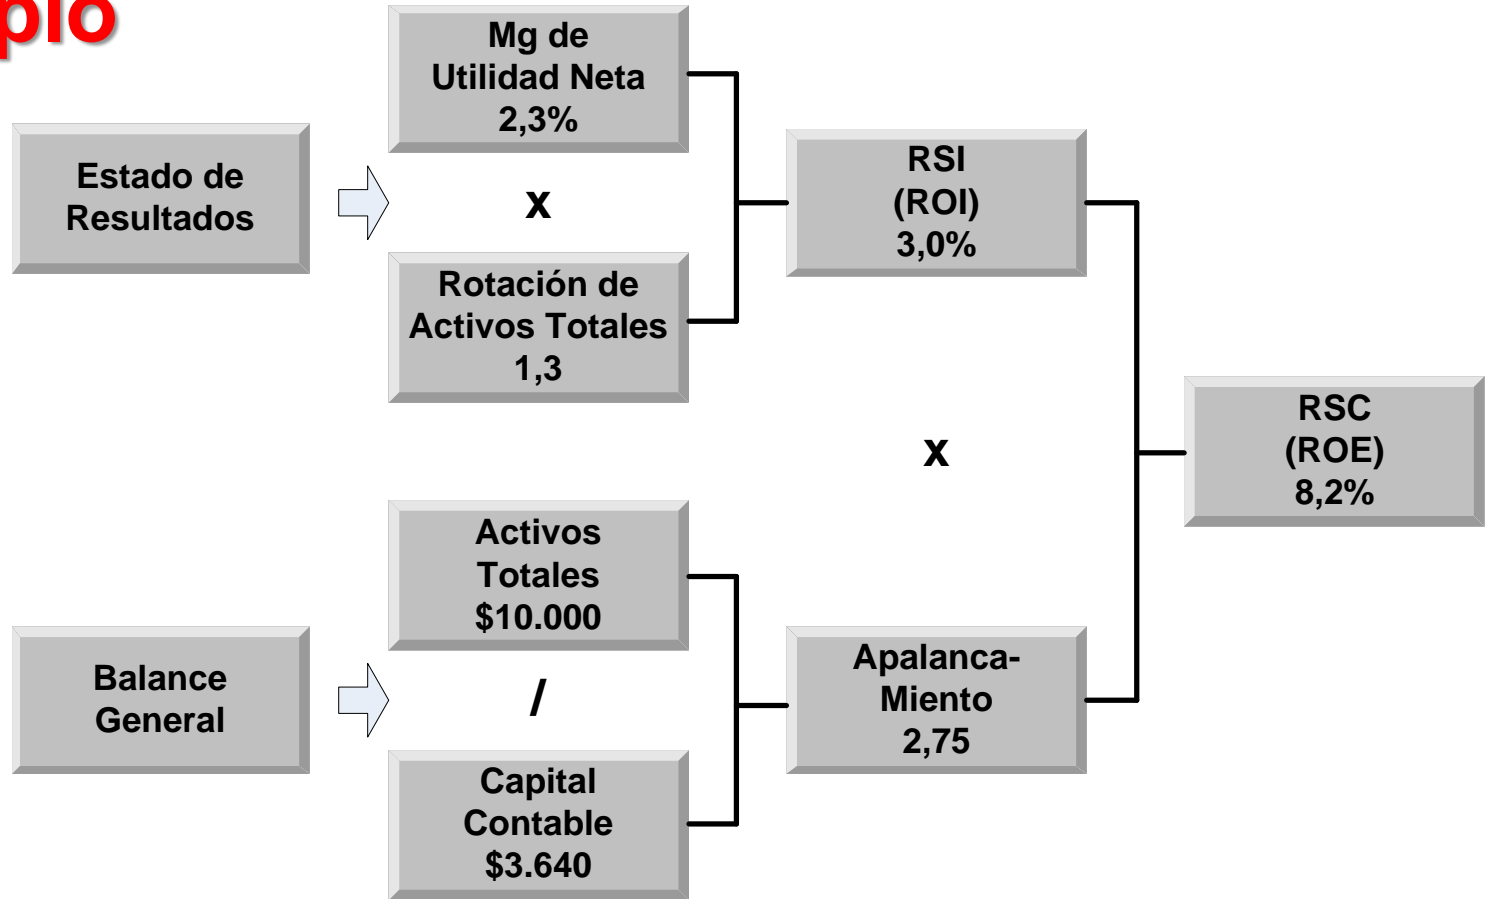 plo
Mg de
Utilidad Neta
2,3%
Estado de
Resultados
x
Rotación de
Activos Totales
1,3
RSI
(ROI)
3,0%
x
RSC
(ROE)
8,2%
Activos
Totales
$10.000
Balance
General
/
Capital
Contable
$3.640
Apalanca-
Miento
2,75